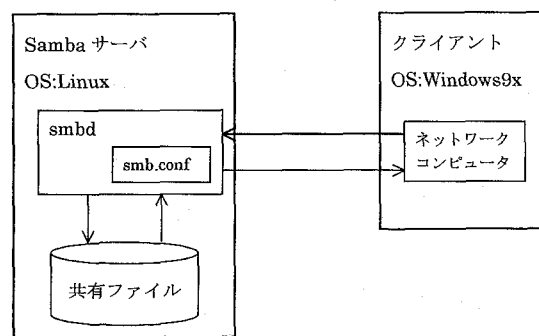 Samba サーバ
OS:Linux
smbd
smb.conf
共有ファイル
クライアント
OS:Windows9x
ネットワーク
コンピュータ